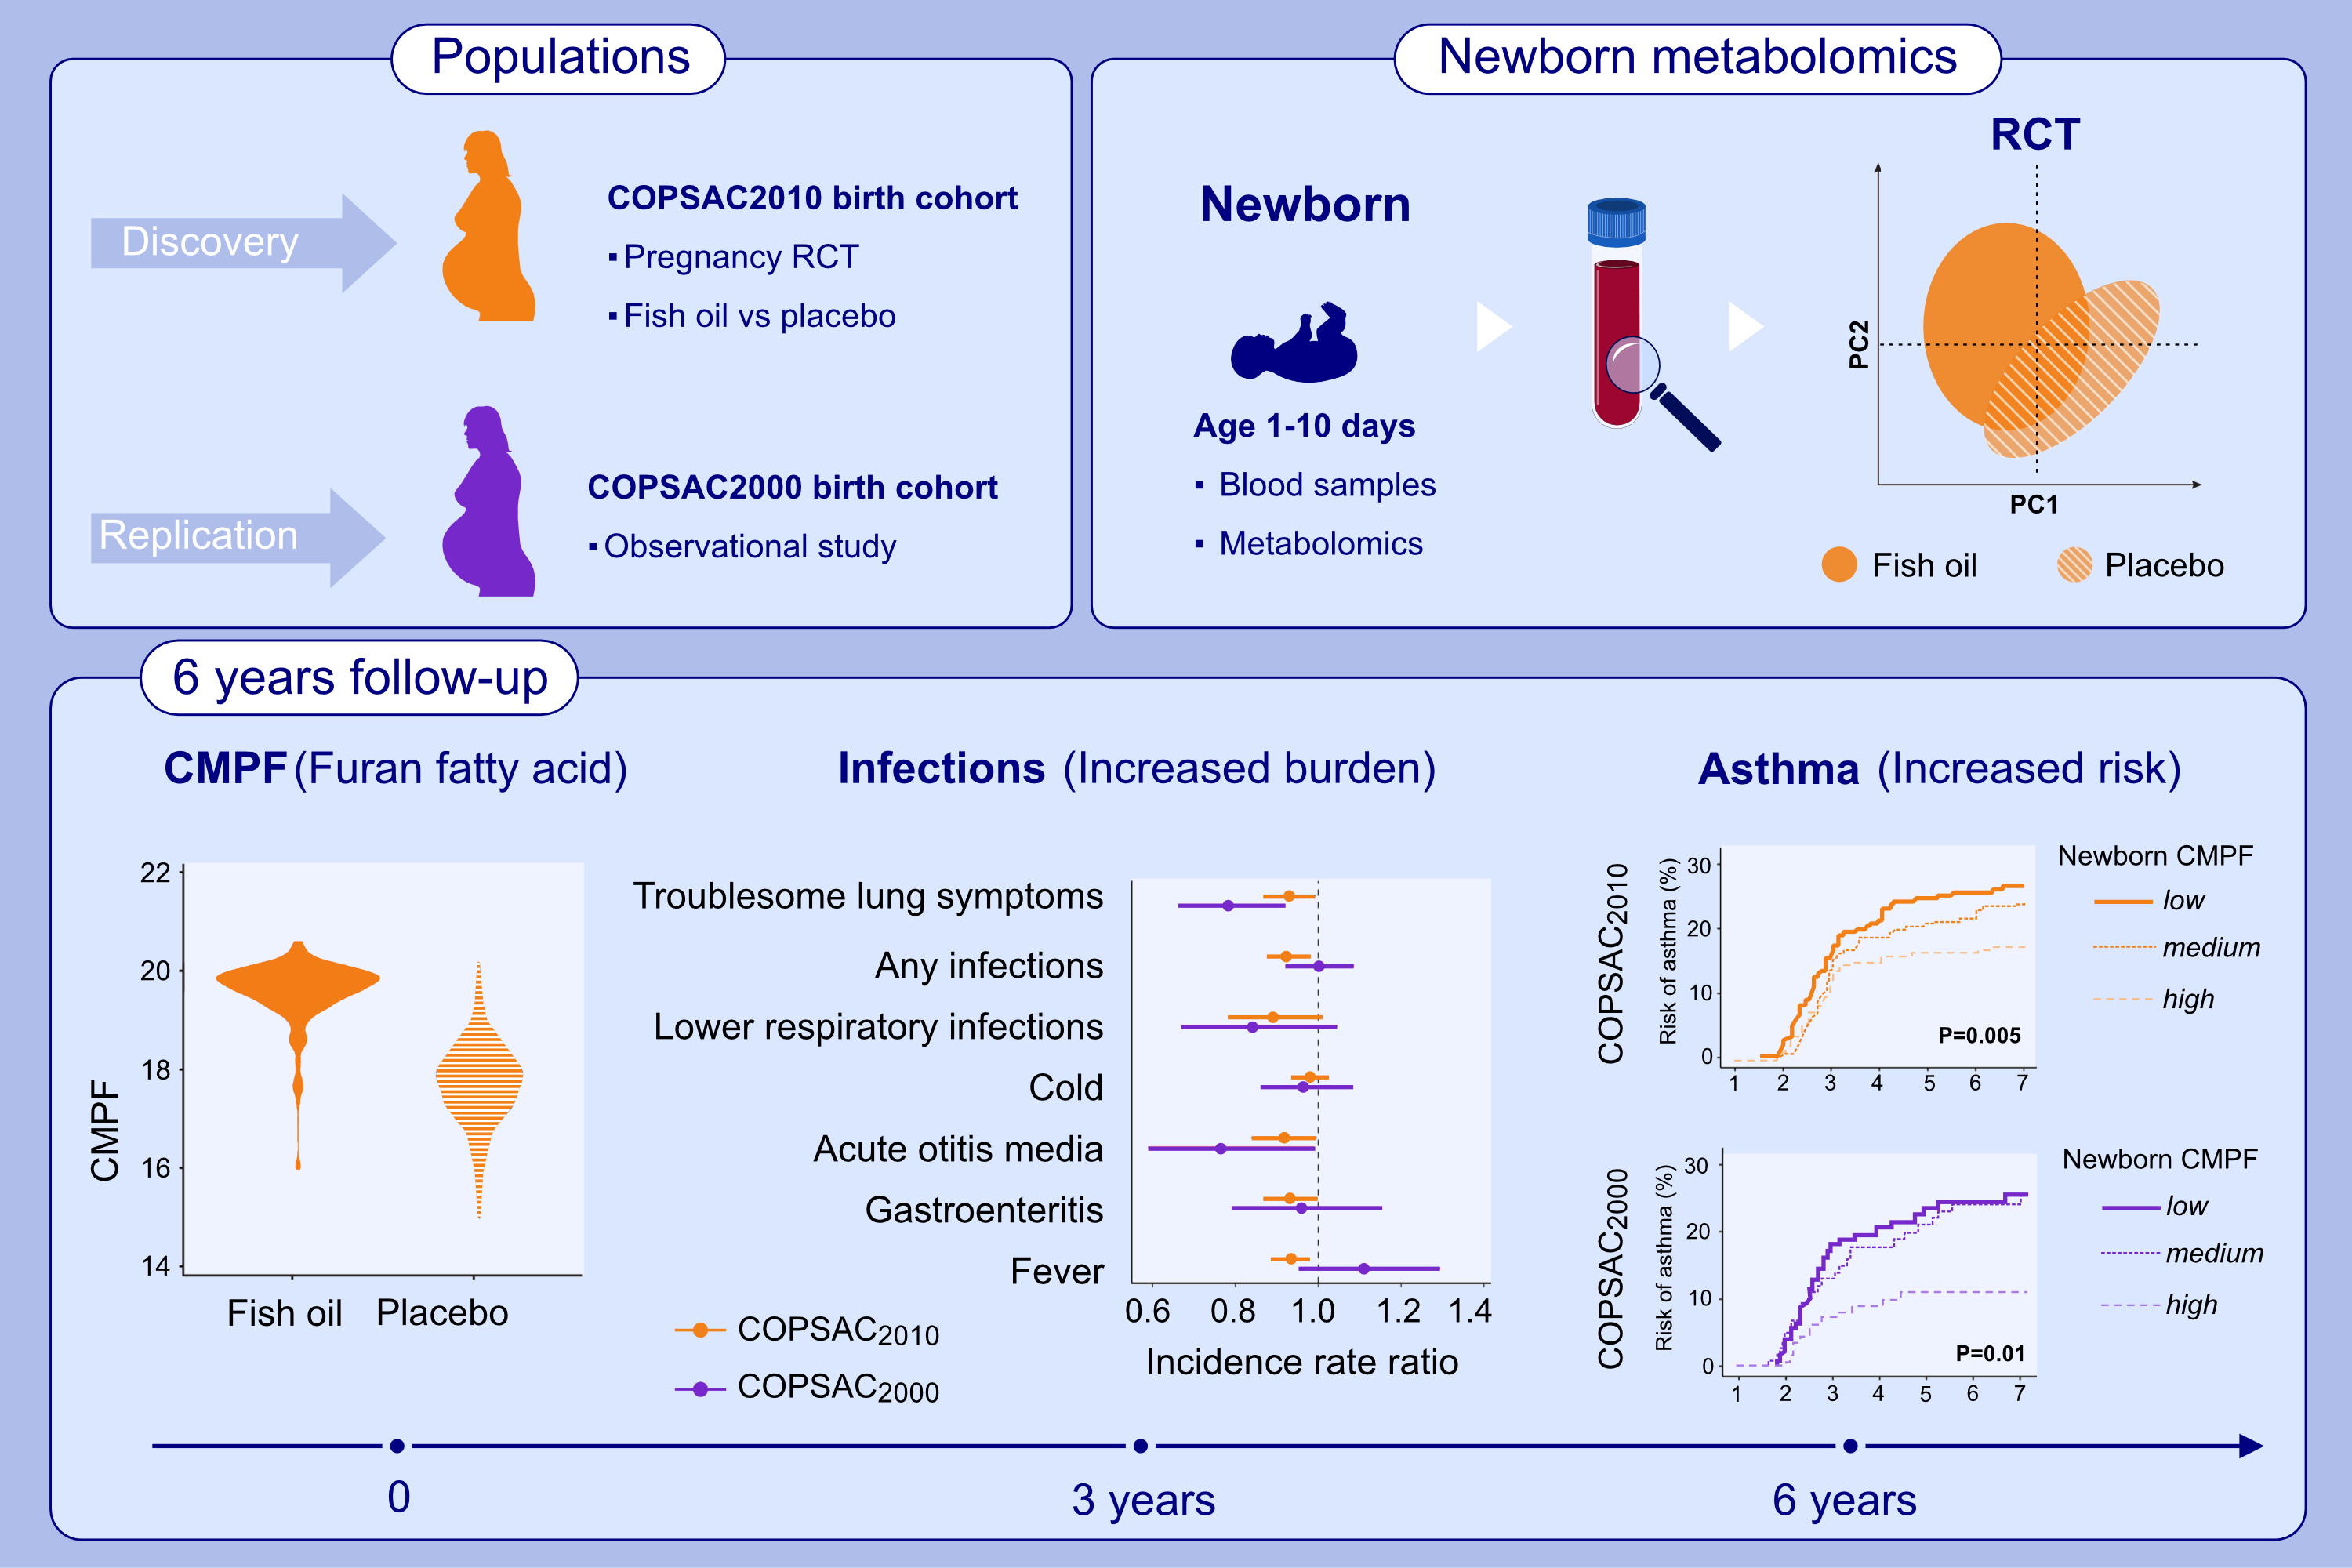 Populations
Discovery
COPSAC2010 birth cohort
▪ Pregnancy RCT
▪ Fish oil vs placebo
Replication
COPSAC2000 birth cohort
▪ Observational study
Newborn metabolomics
Newborn
Age 1-10 days
▪ Blood samples
▪ Metabolomics
RCT
PC2
PC1
Fish oil
Placebo
6 years follow-up
CMPF (Furan fatty acid)
CMPF
22
20
18
16
14
Fish oil
Placebo
Infections (Increased burden)
Troublesome lung symptoms
Any infections
Lower respiratory infections
Cold
Acute otitis media
Gastroenteritis
Fever
0.6 0.8 1.0 1.2 1.4
Incidence rate ratio
COPSAC2010
COPSAC2000
Asthma (Increased risk)
COPSAC2010
Risk of asthma (%)
30
20
10
0
1 2 3 4 5 6 7
P=0.005
Newborn CMPF
low
medium
high
COPSAC2000
Risk of asthma (%)
30
20
10
0
1 2 3 4 5 6 7
P=0.01
Newborn CMPF
low
medium
high
0
3 years
6 years